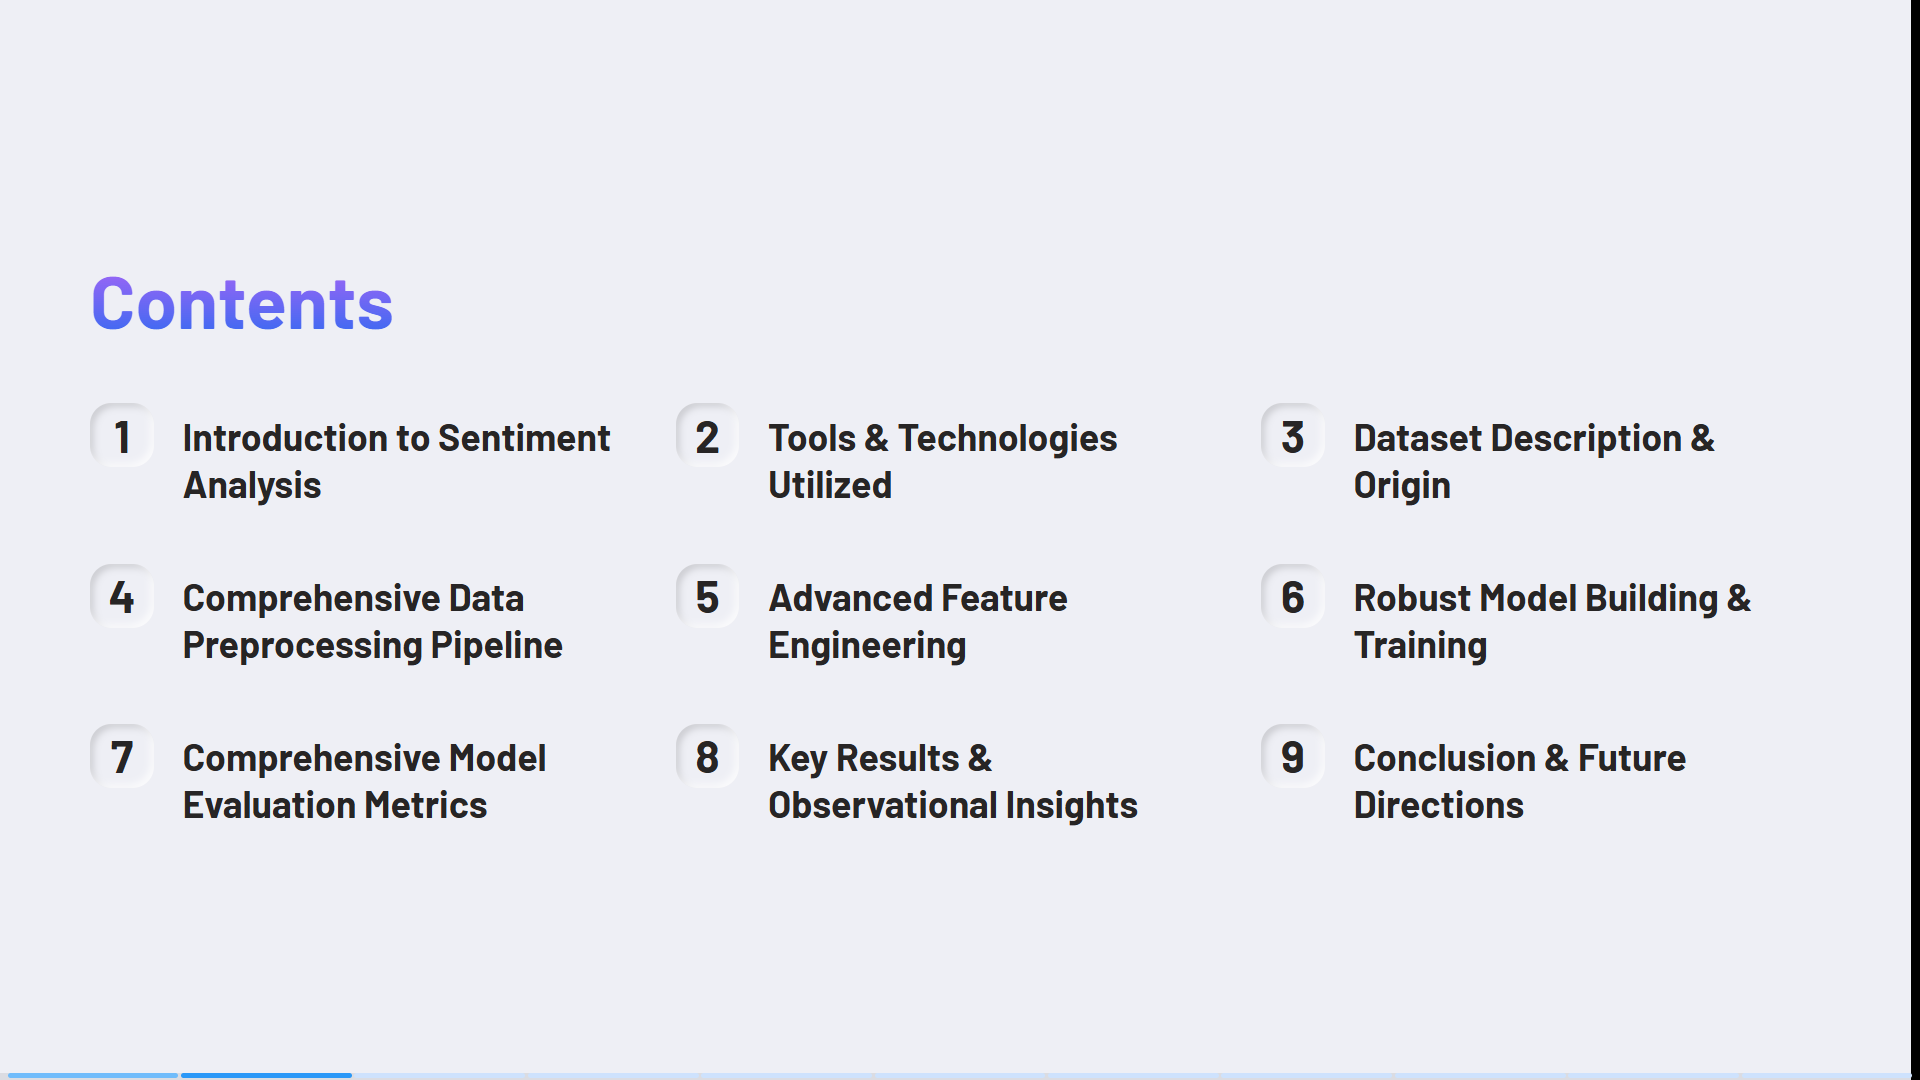 Contents
1 Introduction to Sentiment
Analysis
2 Tools & Technologies
Utilized
3 Dataset Description &
Origin
4 Comprehensive Data
Preprocessing Pipeline
5 Advanced Feature
Engineering
6 Robust Model Building &
Training
7 Comprehensive Model
Evaluation Metrics
8 Key Results &
Observational Insights
9 Conclusion & Future
Directions